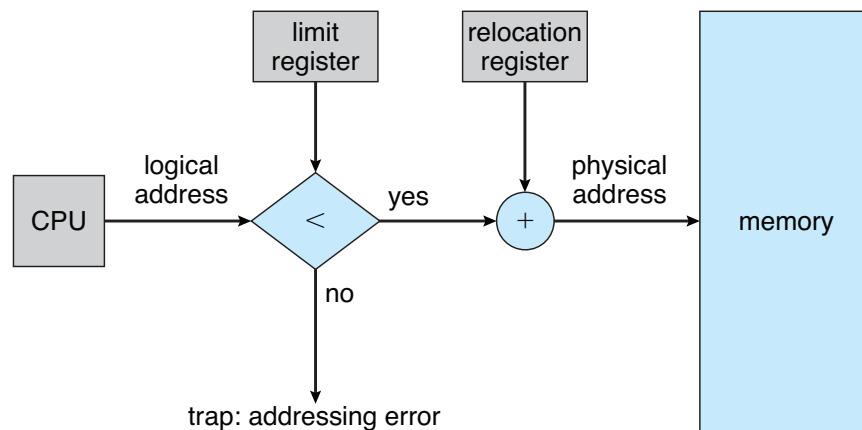 limit
register
relocation
register
logical
address
physical
address
CPU
<
yes
+
memory
no
trap: addressing error